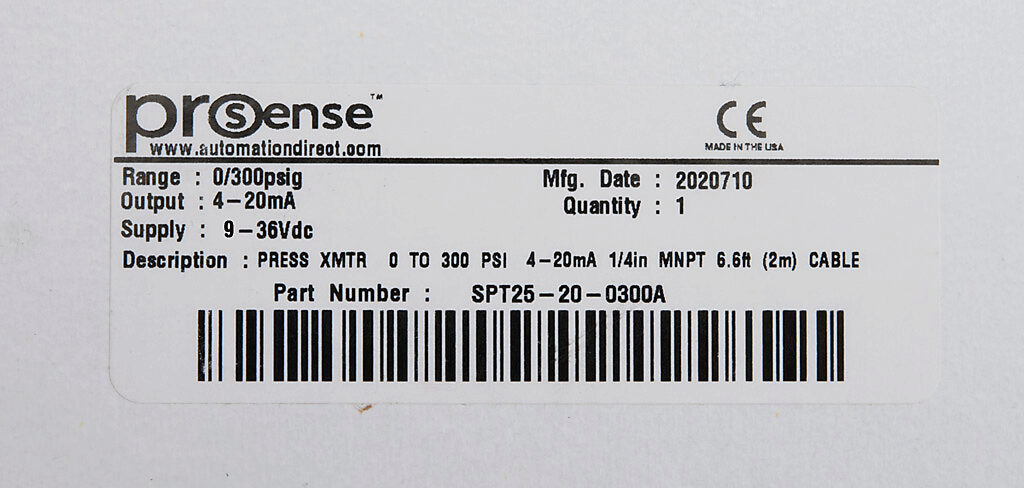 prosense™
www.automationdirect.com
CE
MADE IN THE USA
Range : 0/300psig
Mfg. Date : 2020710
Output : 4-20mA
Quantity : 1
Supply : 9-36Vdc
Description : PRESS XMTR 0 TO 300 PSI 4-20mA 1/4in MNPT 6.6ft (2m) CABLE
Part Number : SPT25-20-0300A